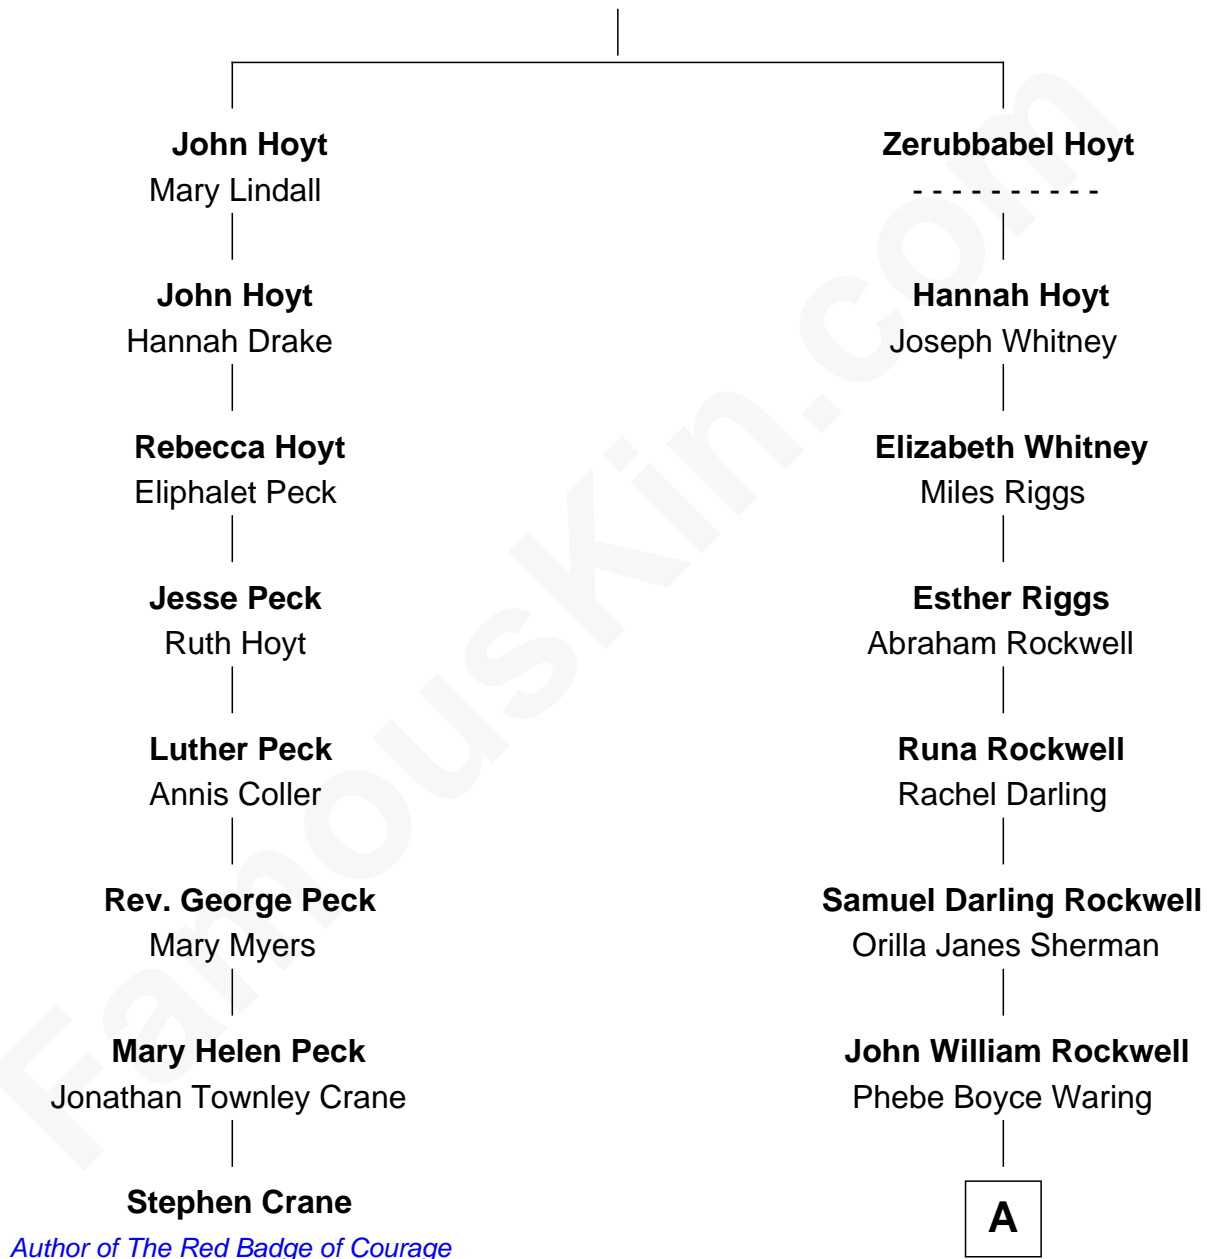 John Hoyt
Mary Lindall
John Hoyt
Hannah Drake
Rebecca Hoyt
Eliphalet Peck
Jesse Peck
Ruth Hoyt
Luther Peck
Annis Coller
Rev. George Peck
Mary Myers
Mary Helen Peck
Jonathan Townley Crane
Stephen Crane
Author of The Red Badge of Courage
Zerubbabel Hoyt
- - - - - - - - - -
Hannah Hoyt
Joseph Whitney
Elizabeth Whitney
Miles Riggs
Esther Riggs
Abraham Rockwell
Runa Rockwell
Rachel Darling
Samuel Darling Rockwell
Orilla Janes Sherman
John William Rockwell
Phebe Boyce Waring
A
FamousKin.com